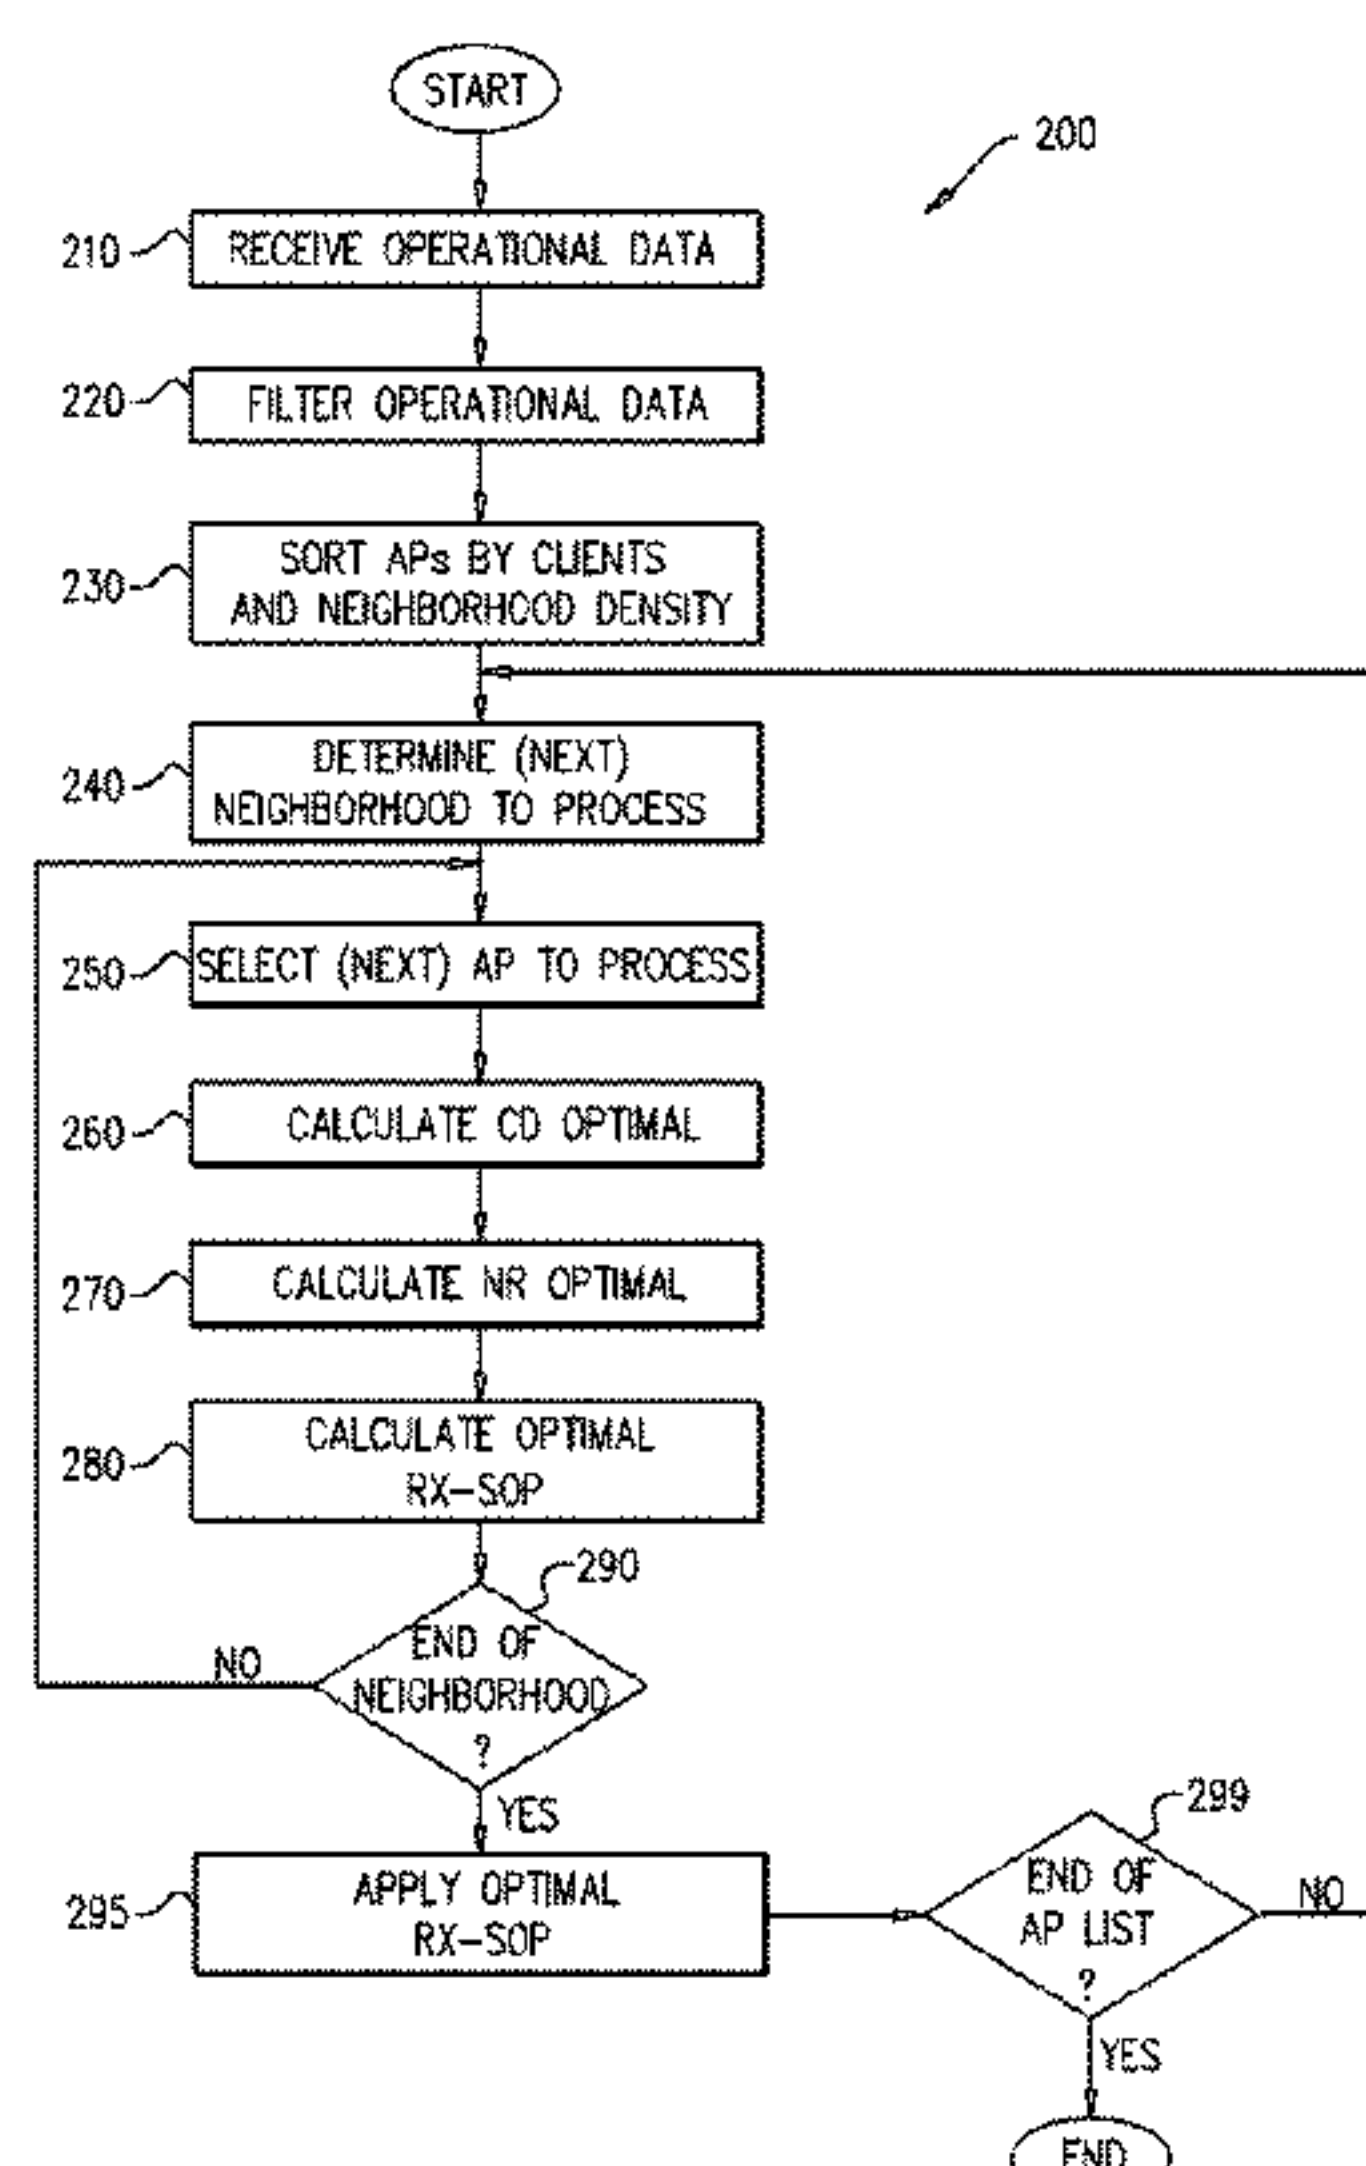 START
200
210
RECEIVE OPERATIONAL DATA
220
FILTER OPERATIONAL DATA
230
SORT APs BY CLIENTS
AND NEIGHBORHOOD DENSITY
240
DETERMINE (NEXT)
NEIGHBORHOOD TO PROCESS
250
SELECT (NEXT) AP TO PROCESS
260
CALCULATE CD OPTIMAL
270
CALCULATE NR OPTIMAL
280
CALCULATE OPTIMAL
RX-SOP
290
END OF
NEIGHBORHOOD
?
NO
YES
295
APPLY OPTIMAL
RX-SOP
299
END OF
AP LIST
?
NO
YES
END